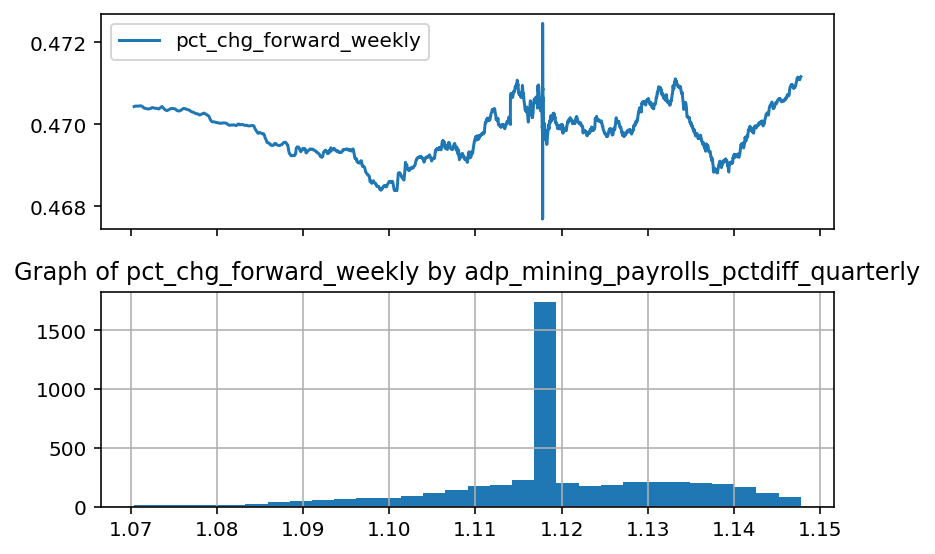 pct_chg_forward_weekly
0.472
0.470
0.468
Graph of pct_chg_forward_weekly by adp_mining_payrolls_pctdiff_quarterly
1500
1000
500
0
1.07 1.08 1.09 1.10 1.11 1.12 1.13 1.14 1.15